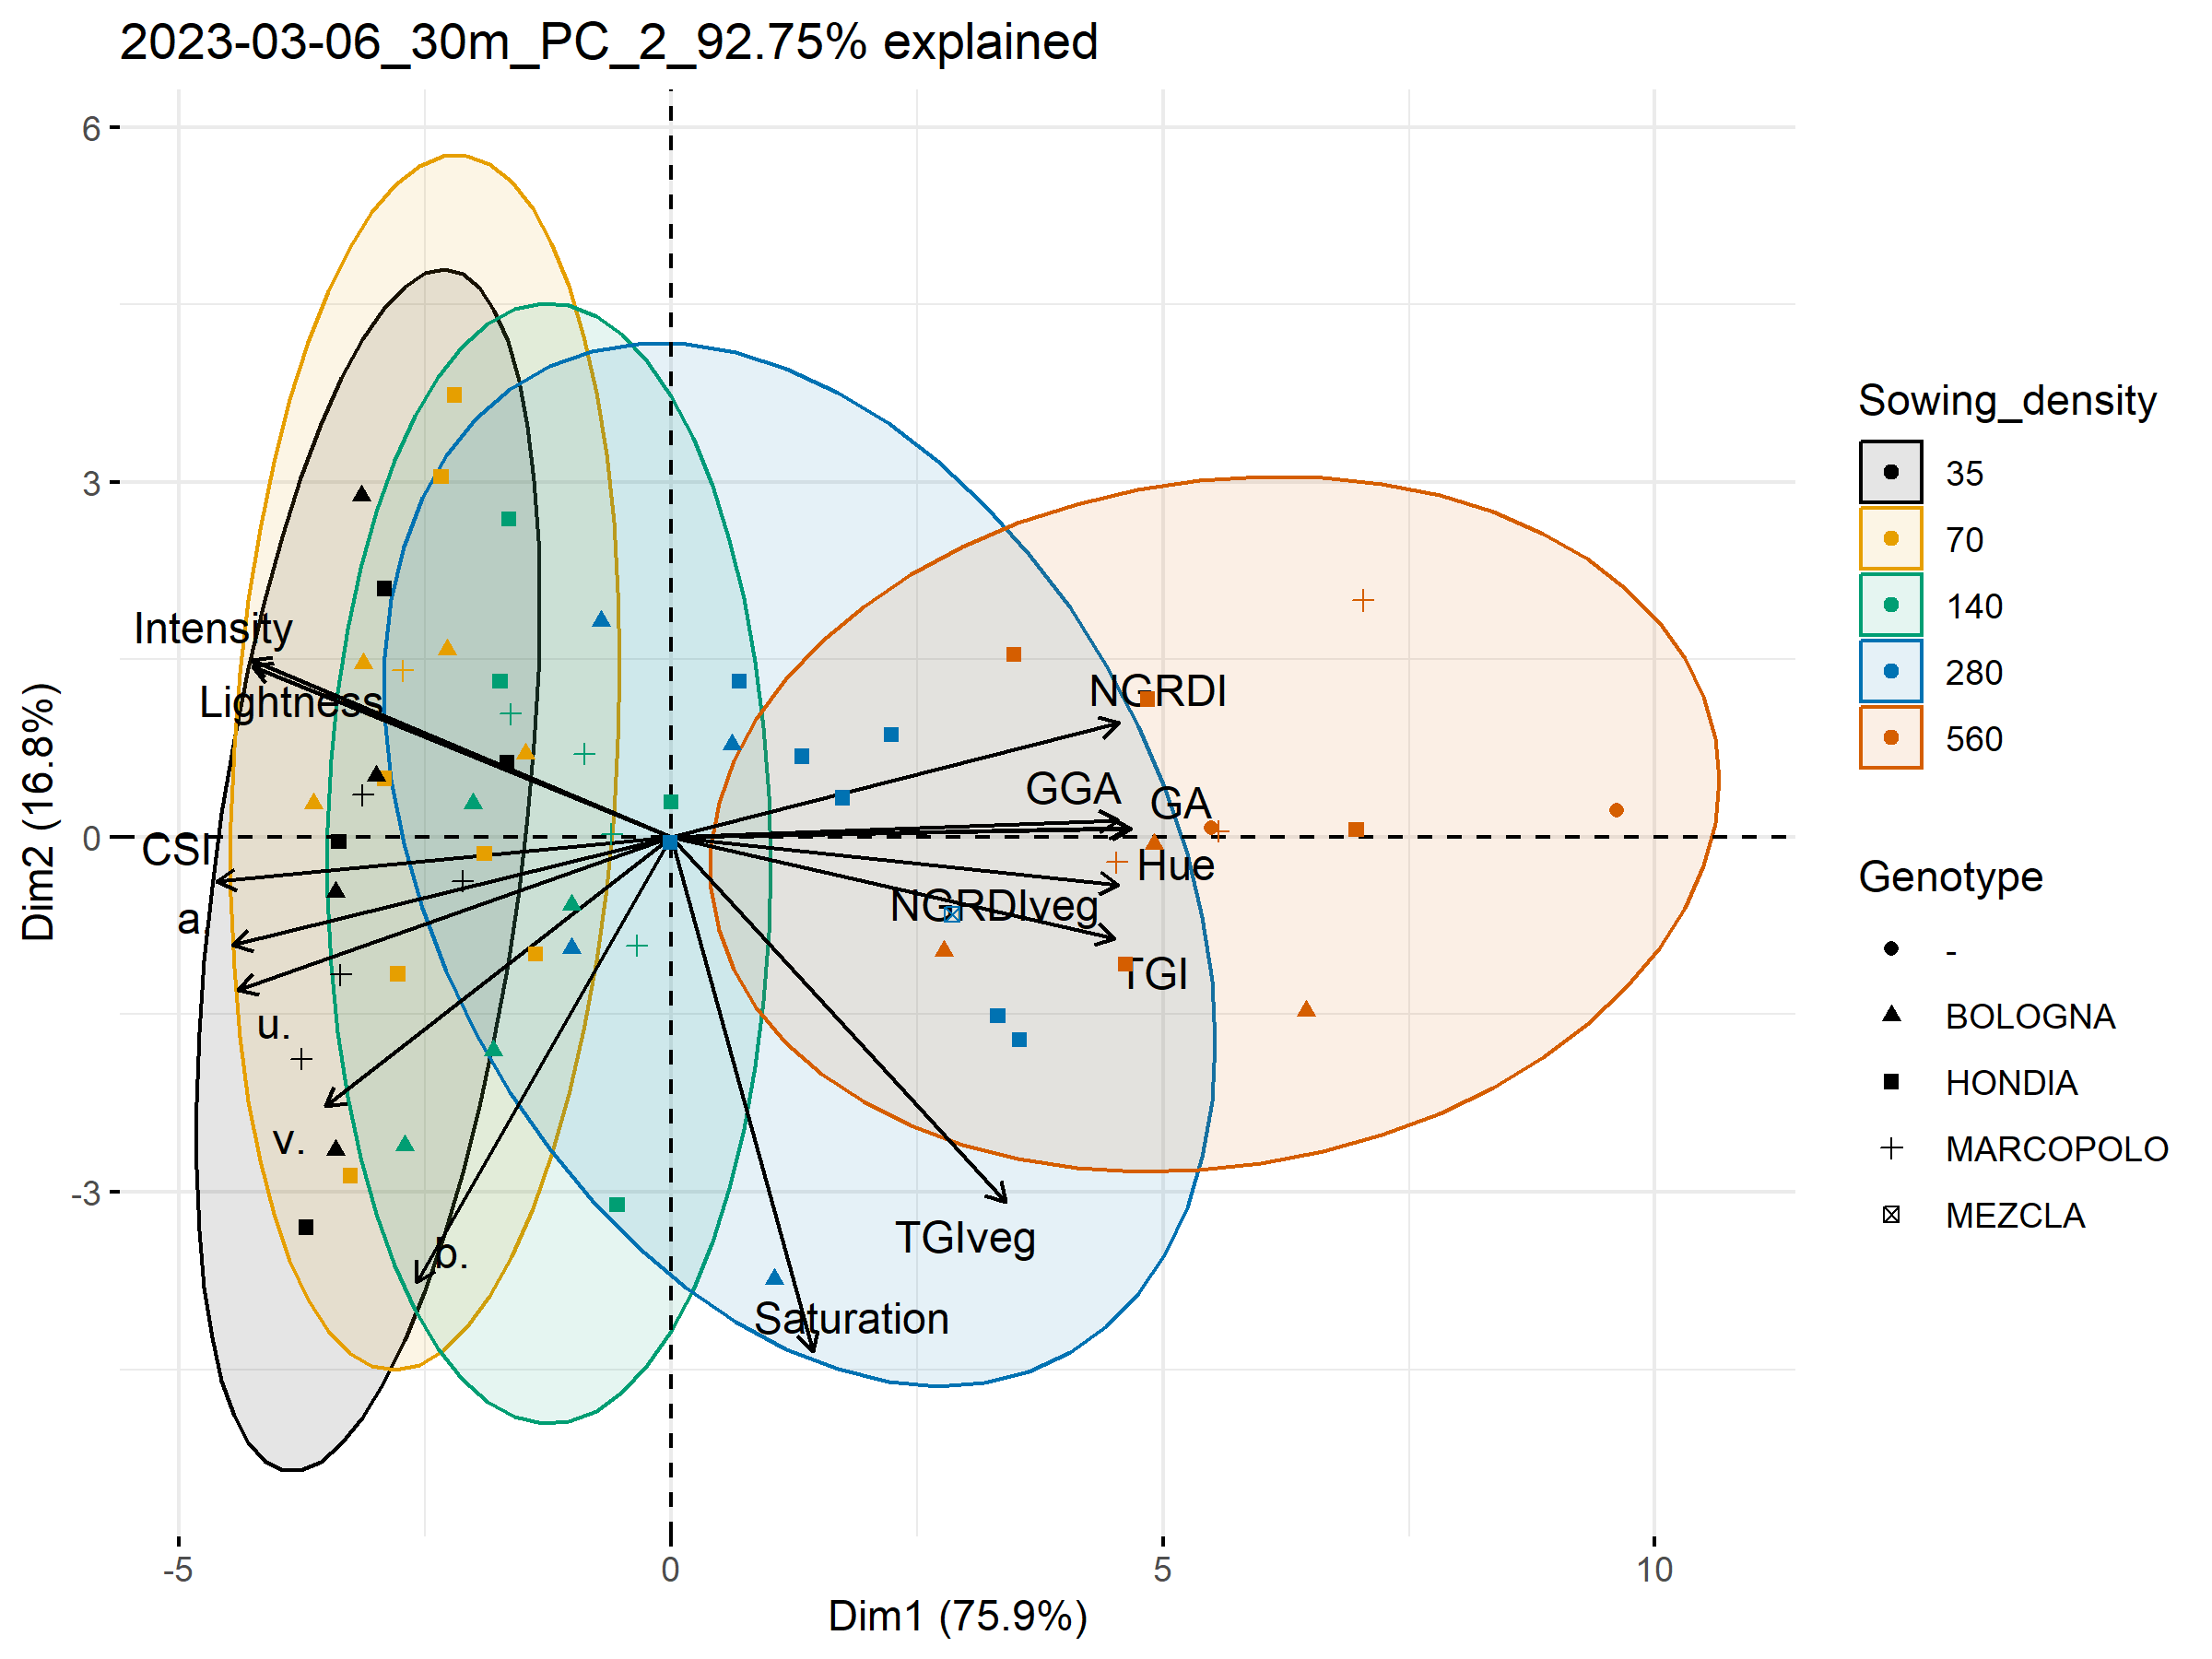 2023-03-06_30m_PC_2_92.75% explained
6
3
0
-3
Dim2 (16.8%)
Intensity
Lightness
CSI
a.
u.
v.
b.
NGRDI
GGA
GA
Hue
NGRDIveg
TGI
TGIveg
Saturation
-5
0
5
10
Dim1 (75.9%)
Sowing_density
35
70
140
280
560
Genotype
-
BOLOGNA
HONDIA
MARCOPOLO
MEZCLA